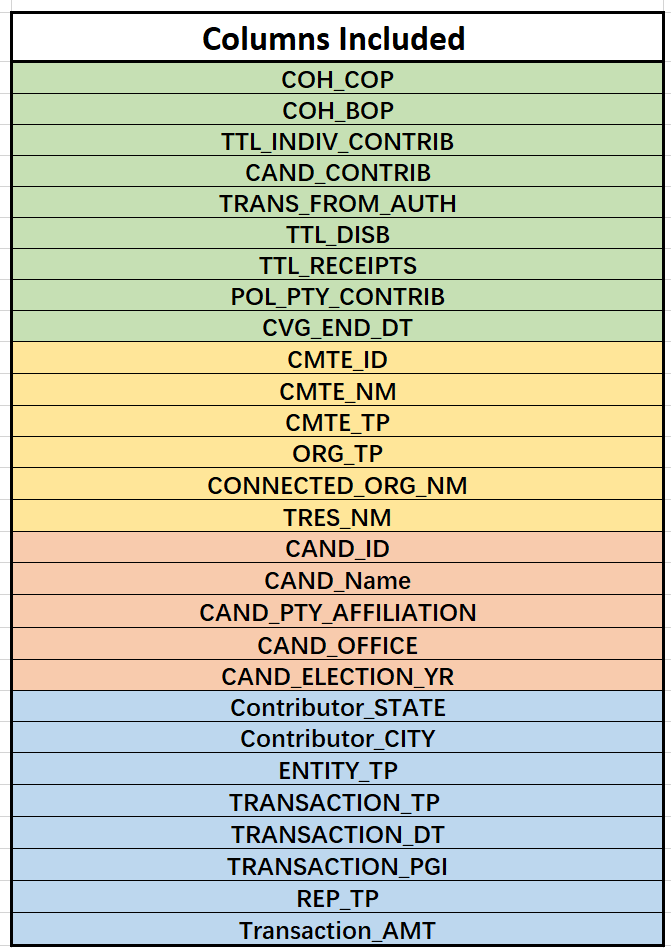 Columns Included
COH_COP
COH_BOP
TTL_INDIV_CONTRIB
CAND_CONTRIB
TRANS_FROM_AUTH
TTL_DISB
TTL_RECEIPTS
POL_PTY_CONTRIB
CVG_END_DT
CMTE_ID
CMTE_NM
CMTE_TP
ORG_TP
CONNECTED_ORG_NM
TRES_NM
CAND_ID
CAND_Name
CAND_PTY_AFFILIATION
CAND_OFFICE
CAND_ELECTION_YR
Contributor_STATE
Contributor_CITY
ENTITY_TP
TRANSACTION_TP
TRANSACTION_DT
TRANSACTION_PGI
REP_TP
Transaction_AMT